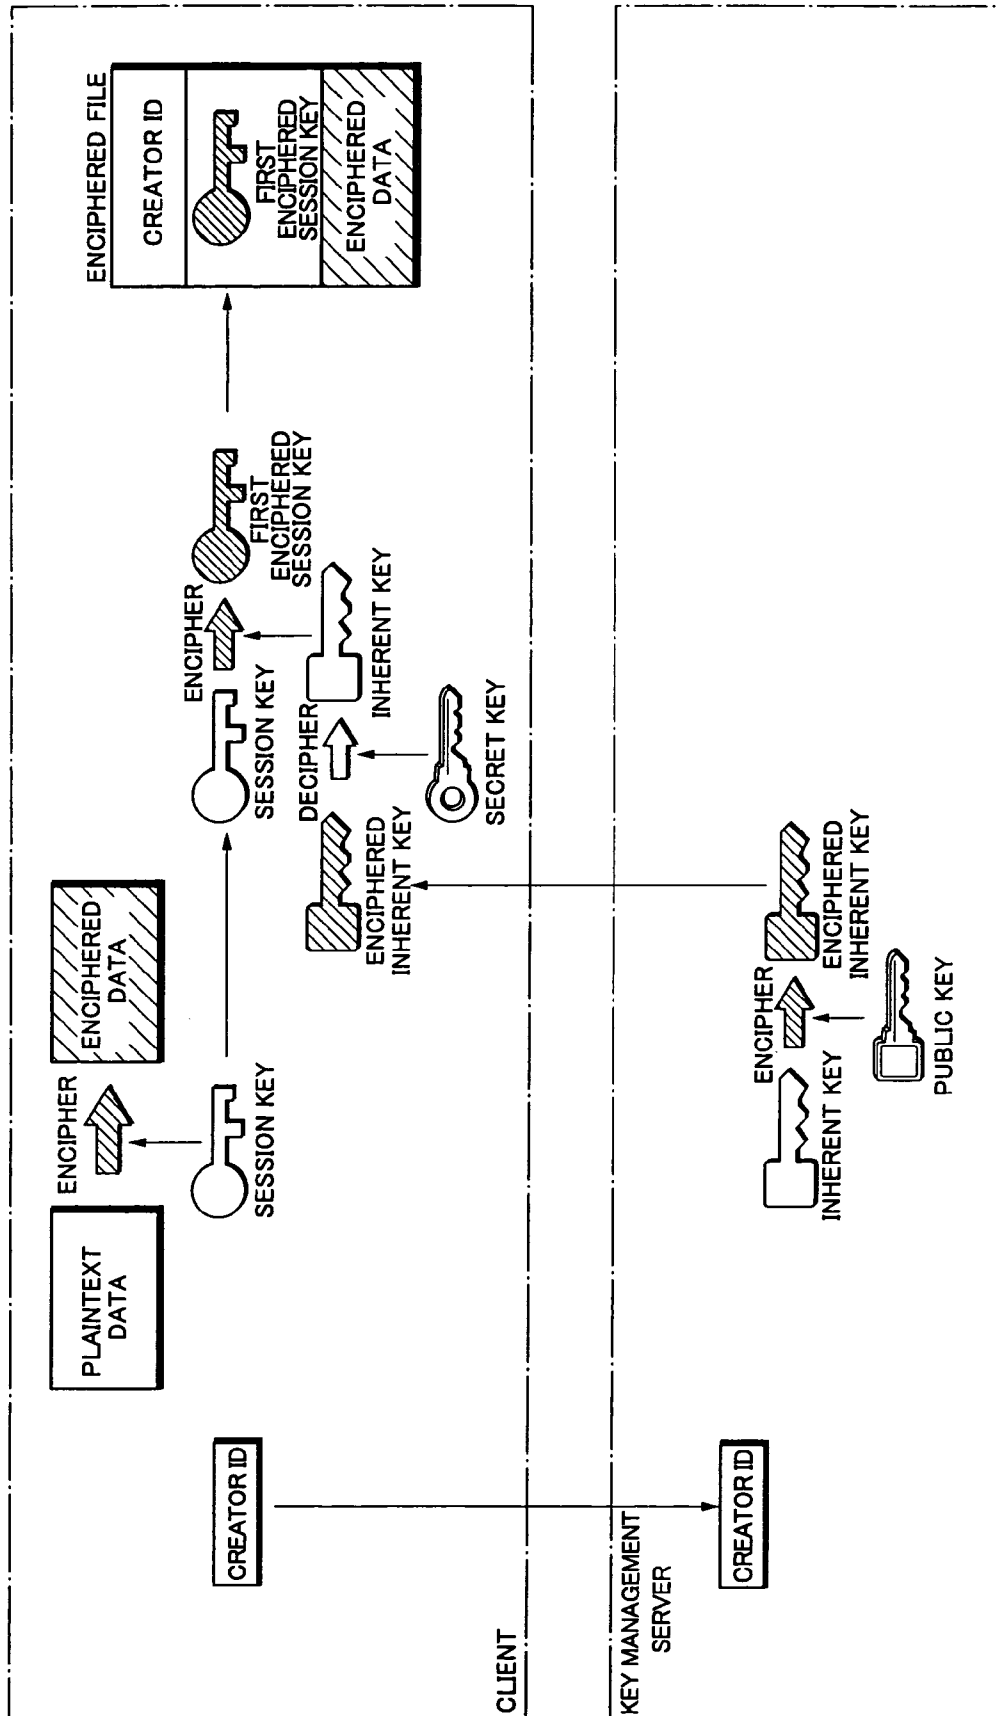 CREATOR ID
PLAINTEXT
DATA
ENCIPHER
SESSION KEY
ENCIPHERED
DATA
SESSION KEY
ENCIPHER
FIRST
ENCIPHERED
SESSION KEY
ENCIPHERED
INHERENT KEY
DECIPHER
SECRET KEY
INHERENT KEY
ENCIPHERED FILE
CREATOR ID
FIRST
ENCIPHERED
SESSION KEY
ENCIPHERED
DATA
CLIENT
KEY MANAGEMENT
SERVER
CREATOR ID
INHERENT KEY
ENCIPHER
PUBLIC KEY
ENCIPHERED
INHERENT KEY